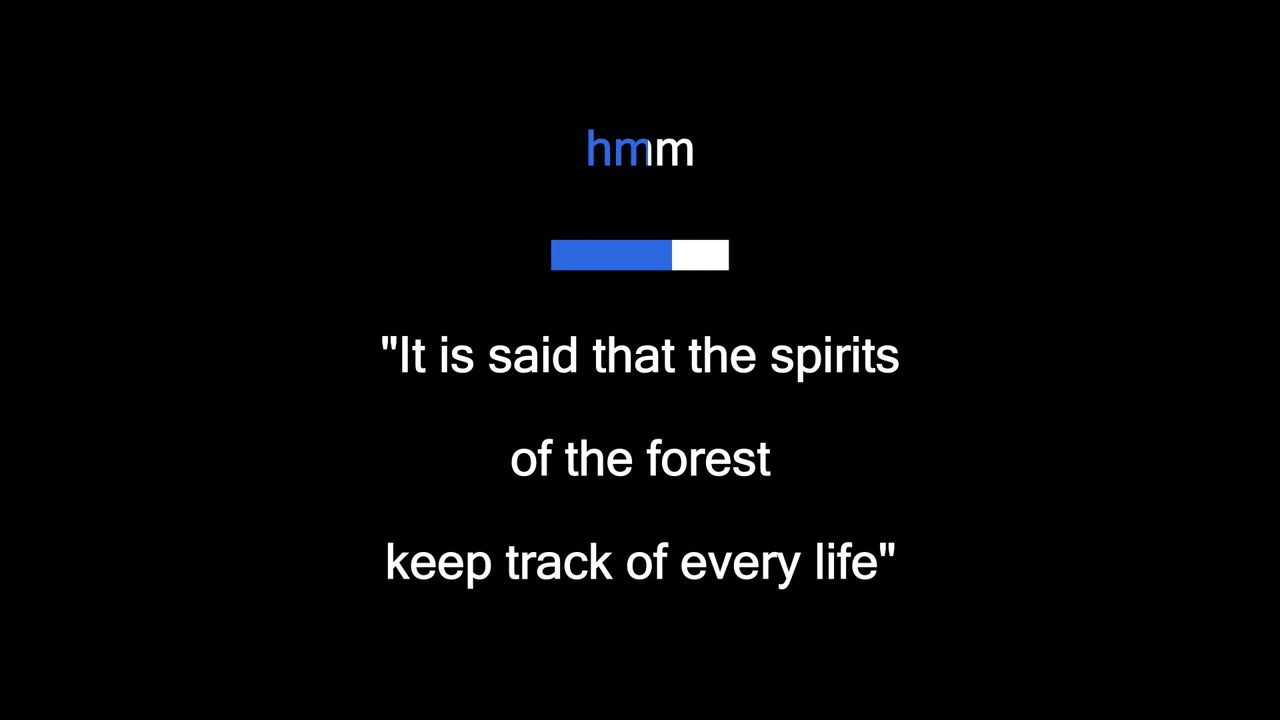 hmm
"It is said that the spirits
of the forest
keep track of every life"